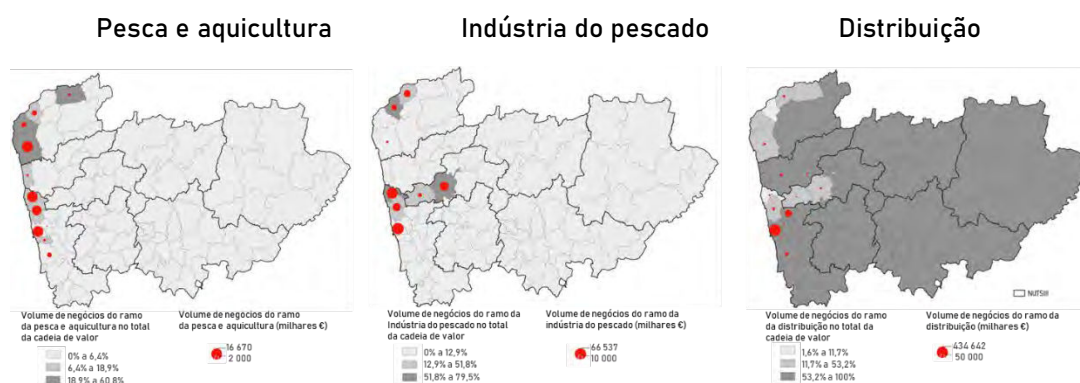 Pesca e aquicultura
Indústria do pescado
Distribuição
Volume de negócios do ramo
da pesca e aquicultura no total
da cadeia de valor
0% a 6,4%
6,4% a 18,9%
18,9% a 60,8%
Volume de negócios do ramo
da pesca e aquicultura (milhares €)
16 670
2 000
Volume de negócios do ramo da
Indústria do pescado no total
da cadeia de valor
0% a 12,9%
12,9% a 51,8%
51,8% a 79,5%
Volume de negócios do ramo da
indústria do pescado (milhares €)
66 537
10 000
NUTSIII
Volume de negócios do ramo
da distribuição no total da
cadeia de valor
1,6% a 11,7%
11,7% a 53,2%
53,2% a 100%
Volume de negócios do ramo da
distribuição (milhares €)
434 642
50 000